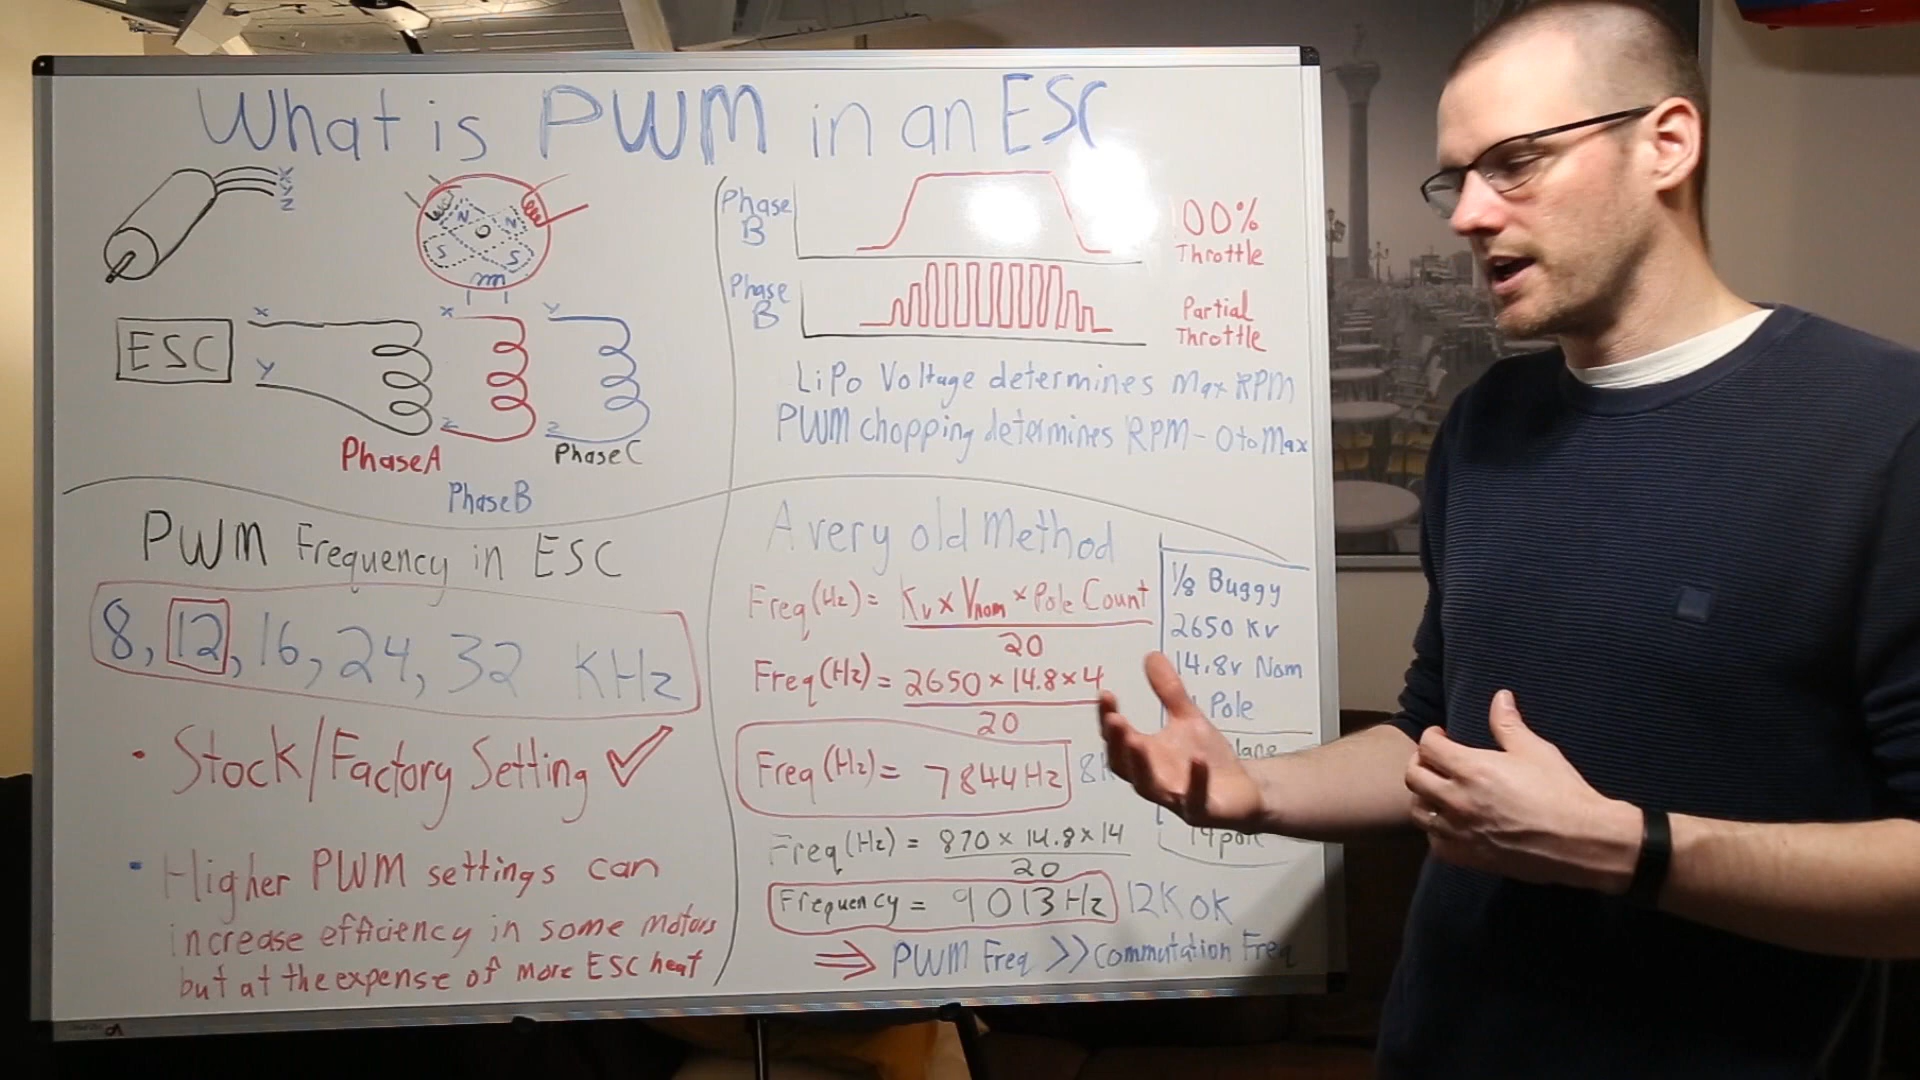 What is PWM in an ESC
X
Y
Z
N
N
S
S
ESC
X
Y
X
Z
Y
Z
Phase A
Phase B
Phase C
Phase B
100% Throttle
Phase B
Partial Throttle
LiPo Voltage determines Max RPM
PWM chopping determines RPM - 0 to Max
PWM Frequency in ESC
8, 12, 16, 24, 32 KHz
• Stock/Factory Setting ✓
• Higher PWM settings can
increase efficiency in some motors
but at the expense of more ESC heat
A very old Method
Freq(Hz) = Kv x Vnom x Pole Count
20
Freq(Hz) = 2650 x 14.8 x 4
20
Freq(Hz) = 7844Hz
Freq(Hz) = 870 x 14.8 x 14
20
Frequency = 9013Hz 12K OK
⇒ PWM Freq >> Commutation Freq
1/8 Buggy
2650 Kv
14.8v Nom
Pole
14 pole